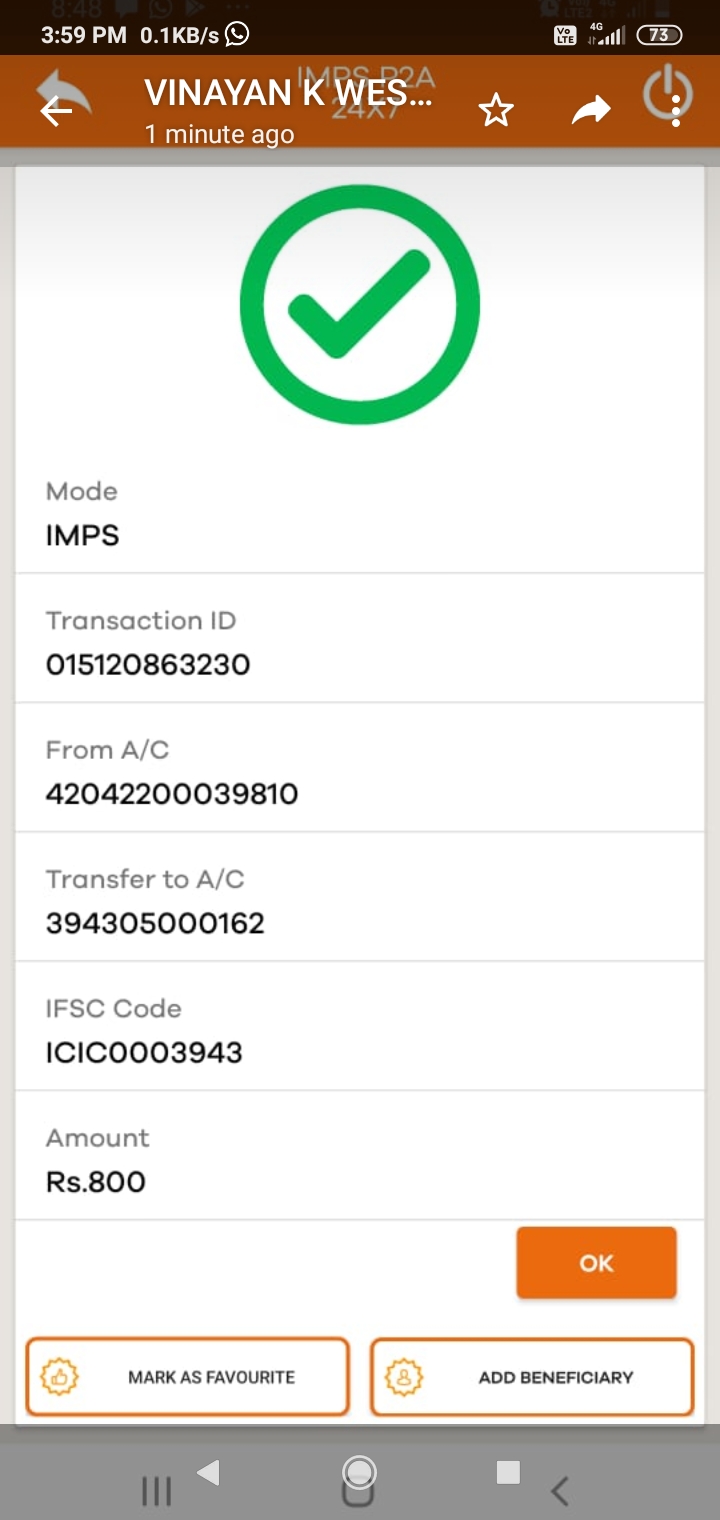 8:48
3:59 PM 0.1KB/s
Vo LTE 4G 73
IMPS P2A
24X7
VINAYAN K WES...
1 minute ago
Mode
IMPS
Transaction ID
015120863230
From A/C
42042200039810
Transfer to A/C
394305000162
IFSC Code
ICIC0003943
Amount
Rs.800
OK
MARK AS FAVOURITE
ADD BENEFICIARY